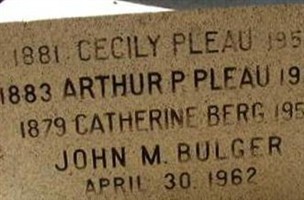 1881 CECILY PLEAU 195
1883 ARTHUR P. PLEAU 19
1879 CATHERINE BERG 195
JOHN M. BULGER
APRIL 30, 1962